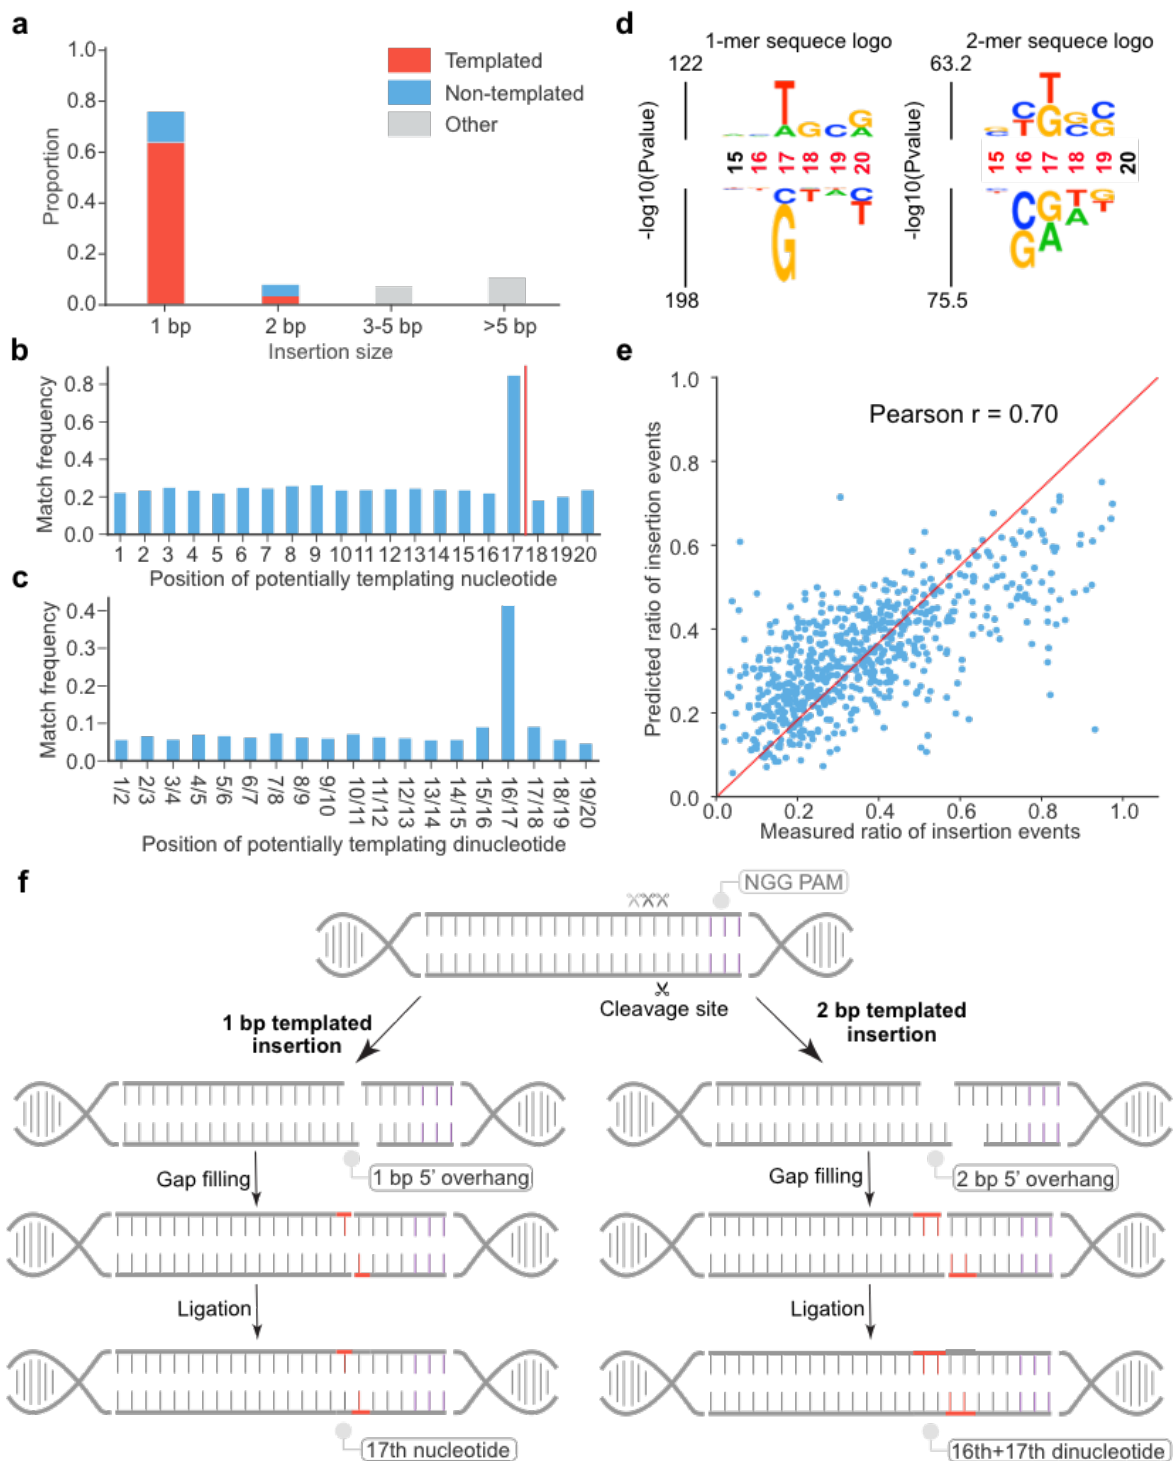 a
1.0
0.8
0.6
0.4
0.2
0.0
Proportion
Templated
Non-templated
Other
1 bp
2 bp
3-5 bp
>5 bp
Insertion size
b
0.8
0.6
0.4
0.2
0.0
Match frequency
1 2 3 4 5 6 7 8 9 10 11 12 13 14 15 16 17 18 19 20
Position of potentially templating nucleotide
c
0.4
0.3
0.2
0.1
0.0
Match frequency
1/2 2/3 3/4 4/5 5/6 6/7 7/8 8/9 9/10 10/11 11/12 12/13 13/14 14/15 15/16 16/17 17/18 18/19 19/20
Position of potentially templating dinucleotide
d
1-mer sequece logo
122
-log10(Pvalue)
198
T
A G C G
A
15 16 17 18 19 20
C T A C
G T
2-mer sequece logo
63.2
-log10(Pvalue)
75.5
G C T G C
C T G C G
15 16 17 18 19 20
C G T G
G A A T
e
1.0
0.8
0.6
0.4
0.2
0.0
Predicted ratio of insertion events
Pearson r = 0.70
0.0 0.2 0.4 0.6 0.8 1.0
Measured ratio of insertion events
f
NGG PAM
Cleavage site
1 bp templated
insertion
2 bp templated
insertion
Gap filling
1 bp 5' overhang
Gap filling
2 bp 5' overhang
Ligation
Ligation
17th nucleotide
16th+17th dinucleotide